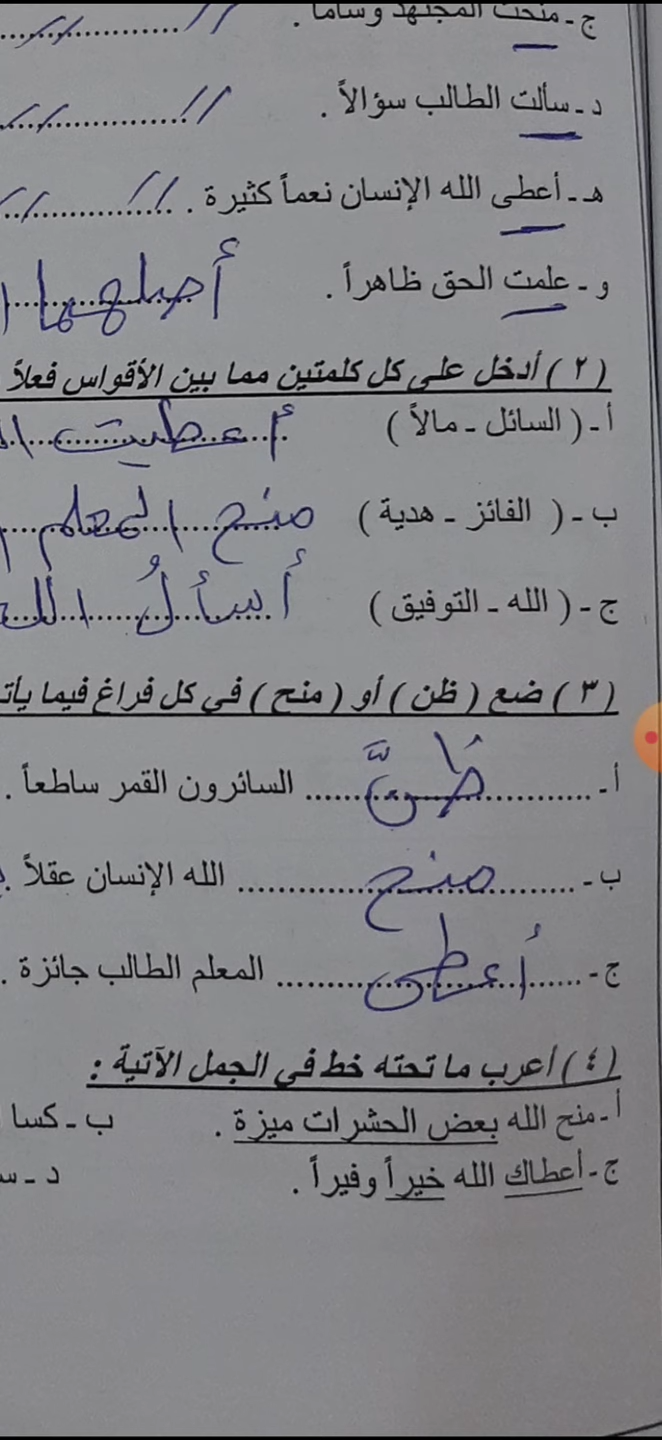 ج - منحت المجتهد وساماً . " "
د - سألت الطالب سؤالاً . " "
هـ - أعطى الله الإنسان نعماً كثيرة . " "
و - علمت الحق ظاهراً . أصلهما
( ٢ ) أدخل على كل كلمتين مما بين الأقواس فعلاً
أ - ( السائل - مالاً ) أعطيت
ب - ( الفائز - هدية ) منح المعلم
ج - ( الله - التوفيق ) أسألُ الله
( ٣ ) ضع ( ظن ) أو ( منح ) في كل فراغ فيما يأت
أ - ظنَّ السائرون القمر ساطعاً .
ب - منح الله الإنسان عقلاً .
ج - أعطى المعلم الطالب جائزة .
( ٤ ) أعرب ما تحته خط في الجمل الآتية :
أ - منح الله بعض الحشرات ميزة . ب - كسا
ج - أعطاك الله خيراً وفيراً . د - س